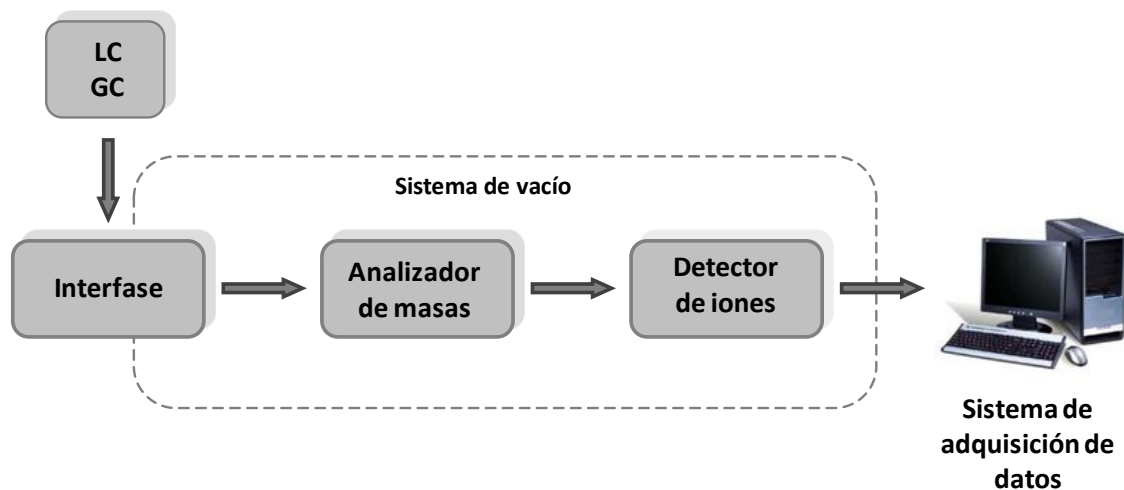 LC
GC
Sistema de vacío
Interfase
Analizador
de masas
Detector
de iones
Sistema de
adquisición de
datos